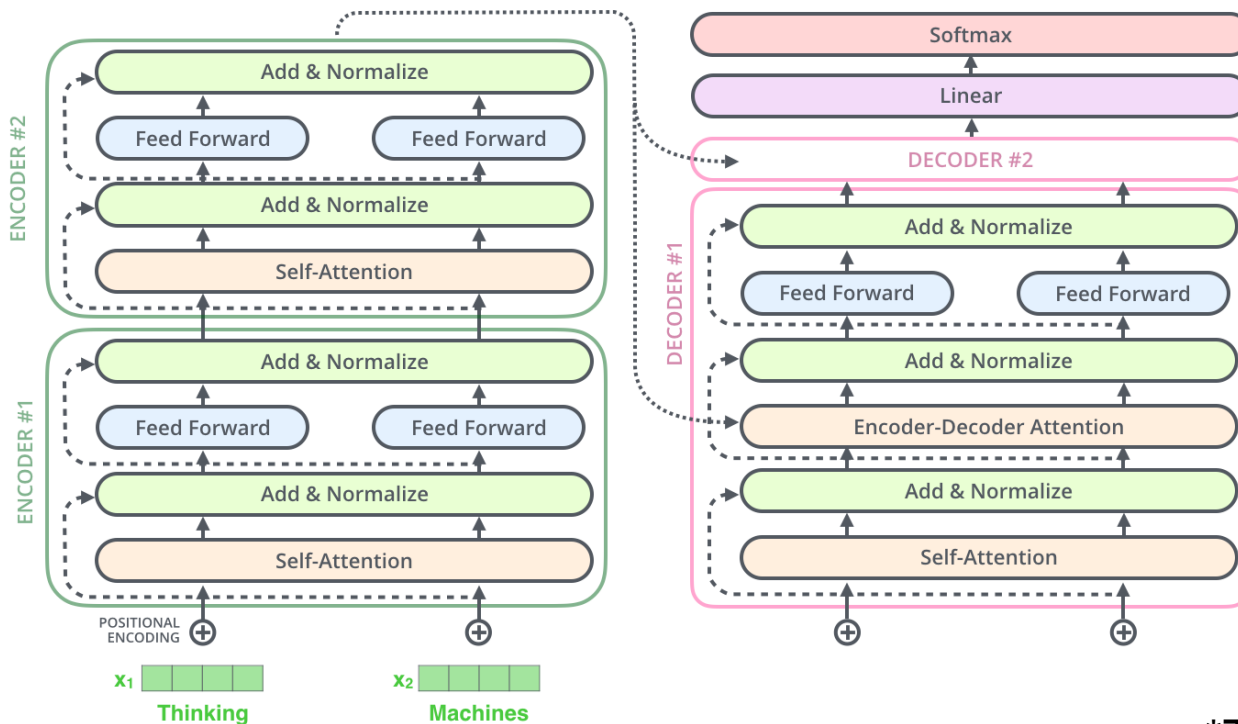 ENCODER #2
Add & Normalize
Feed Forward Feed Forward
Add & Normalize
Self-Attention
ENCODER #1
Add & Normalize
Feed Forward Feed Forward
Add & Normalize
Self-Attention
POSITIONAL
ENCODING
x₁ x₂
Thinking Machines
Softmax
Linear
DECODER #2
DECODER #1
Add & Normalize
Feed Forward Feed Forward
Add & Normalize
Encoder-Decoder Attention
Add & Normalize
Self-Attention